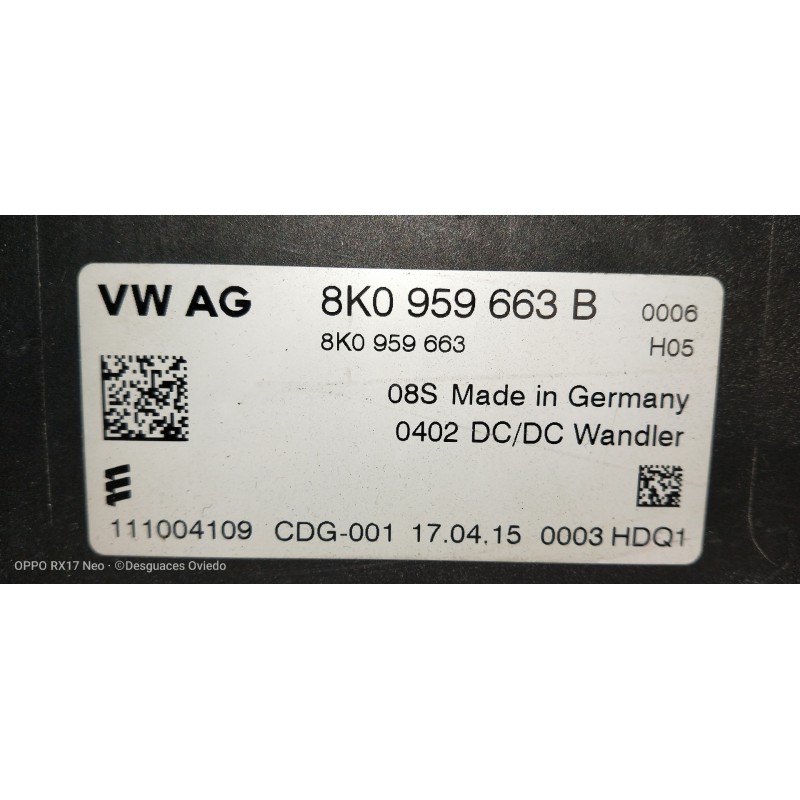 VW AG 8K0 959 663 B 0006
8K0 959 663 H05
08S Made in Germany
0402 DC/DC Wandler
111004109 CDG-001 17.04.15 0003 HDQ1
OPPO RX17 Neo · ©Desguaces Oviedo